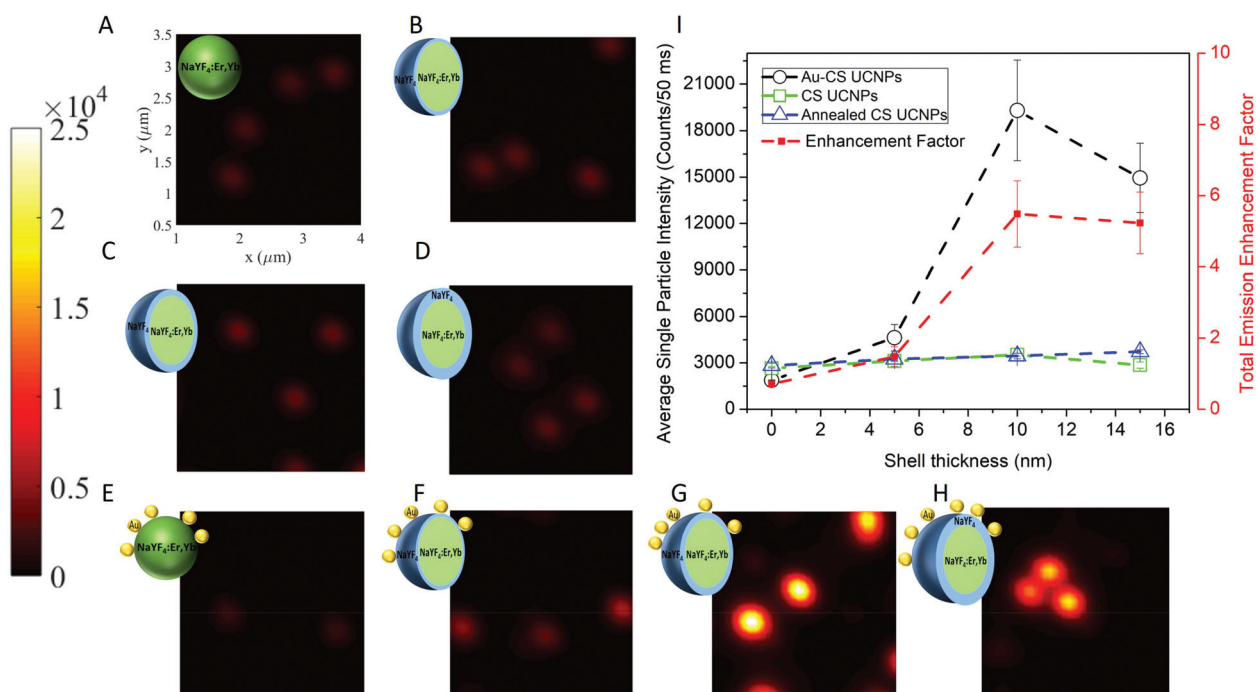 ×10⁴
2.5
2
1.5
1
0.5
0
A
NaYF₄:Er,Yb
3.5
3
2.5
2
1.5
1
0.5
y (μm)
1
2
3
4
x (μm)
B
NaYF₄
NaYF₄:Er,Yb
C
NaYF₄
NaYF₄:Er,Yb
D
NaYF₄
NaYF₄:Er,Yb
E
Au
NaYF₄:Er,Yb
F
Au
NaYF₄
NaYF₄:Er,Yb
G
Au
NaYF₄
NaYF₄:Er,Yb
H
Au
NaYF₄
NaYF₄:Er,Yb
I
Average Single Particle Intensity (Counts/50 ms)
21000
18000
15000
12000
9000
6000
3000
0
Au-CS UCNPs
CS UCNPs
Annealed CS UCNPs
Enhancement Factor
10
8
6
4
2
0
Total Emission Enhancement Factor
0
2
4
6
8
10
12
14
16
Shell thickness (nm)